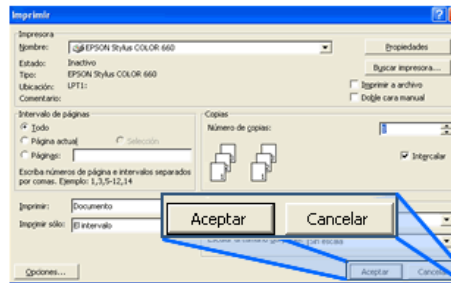 Imprimir
Impresora
Nombre: EPSON Stylus COLOR 660
Propiedades
Estado: Inactivo
Tipo: EPSON Stylus COLOR 660
Ubicación: LPT1:
Comentario:
Buscar impresora...
Imprimir a archivo
Doble cara manual
Intervalo de páginas
Todo
Página actual
Selección
Páginas:
Escriba números de página e intervalos separados
por comas. Ejemplo: 1,3,5-12,14
Copias
Número de copias:
Intercalar
Imprimir: Documento
Imprimir sólo: El intervalo
Aceptar
Cancelar
Opciones...
Aceptar